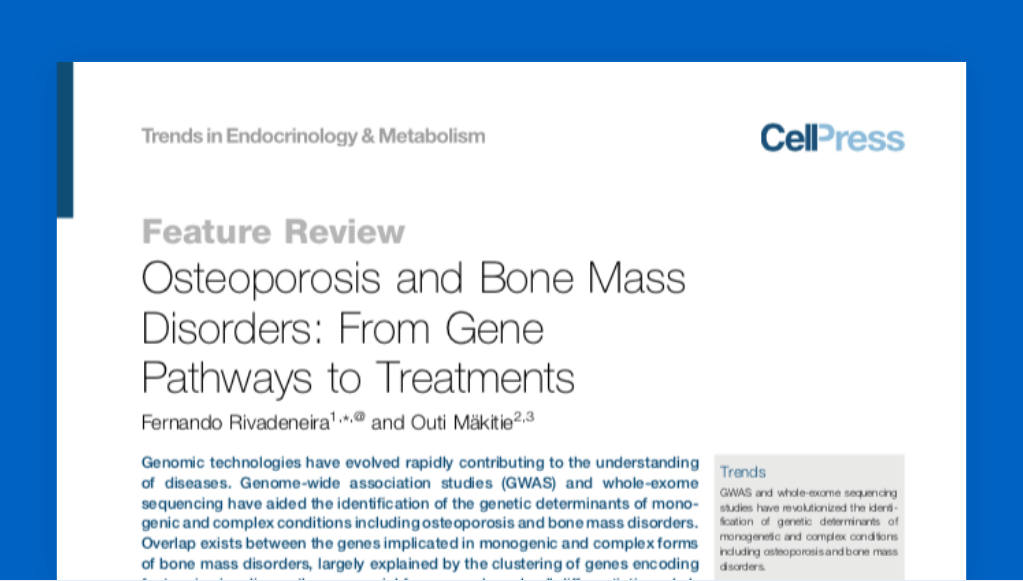 Trends in Endocrinology & Metabolism
CellPress
Feature Review
Osteoporosis and Bone Mass
Disorders: From Gene
Pathways to Treatments
Fernando Rivadeneira1,*,@ and Outi Mäkitie2,3
Genomic technologies have evolved rapidly contributing to the understanding
of diseases. Genome-wide association studies (GWAS) and whole-exome
sequencing have aided the identification of the genetic determinants of mono-
genic and complex conditions including osteoporosis and bone mass disorders.
Overlap exists between the genes implicated in monogenic and complex forms
of bone mass disorders, largely explained by the clustering of genes encoding
Trends
GWAS and whole-exome sequencing
studies have revolutionized the identi-
fication of genetic determinants of
monogenetic and complex conditions
including osteoporosis and bone mass
disorders.